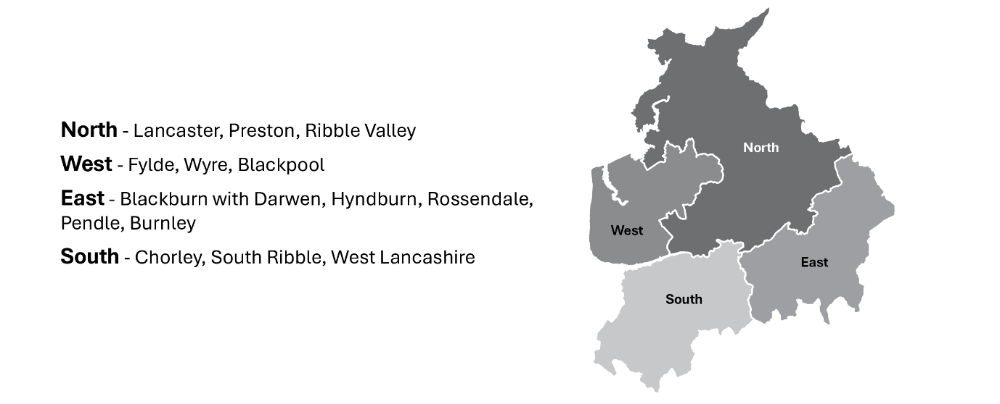 North - Lancaster, Preston, Ribble Valley
West - Fylde, Wyre, Blackpool
East - Blackburn with Darwen, Hyndburn, Rossendale,
Pendle, Burnley
South - Chorley, South Ribble, West Lancashire
North
West
East
South